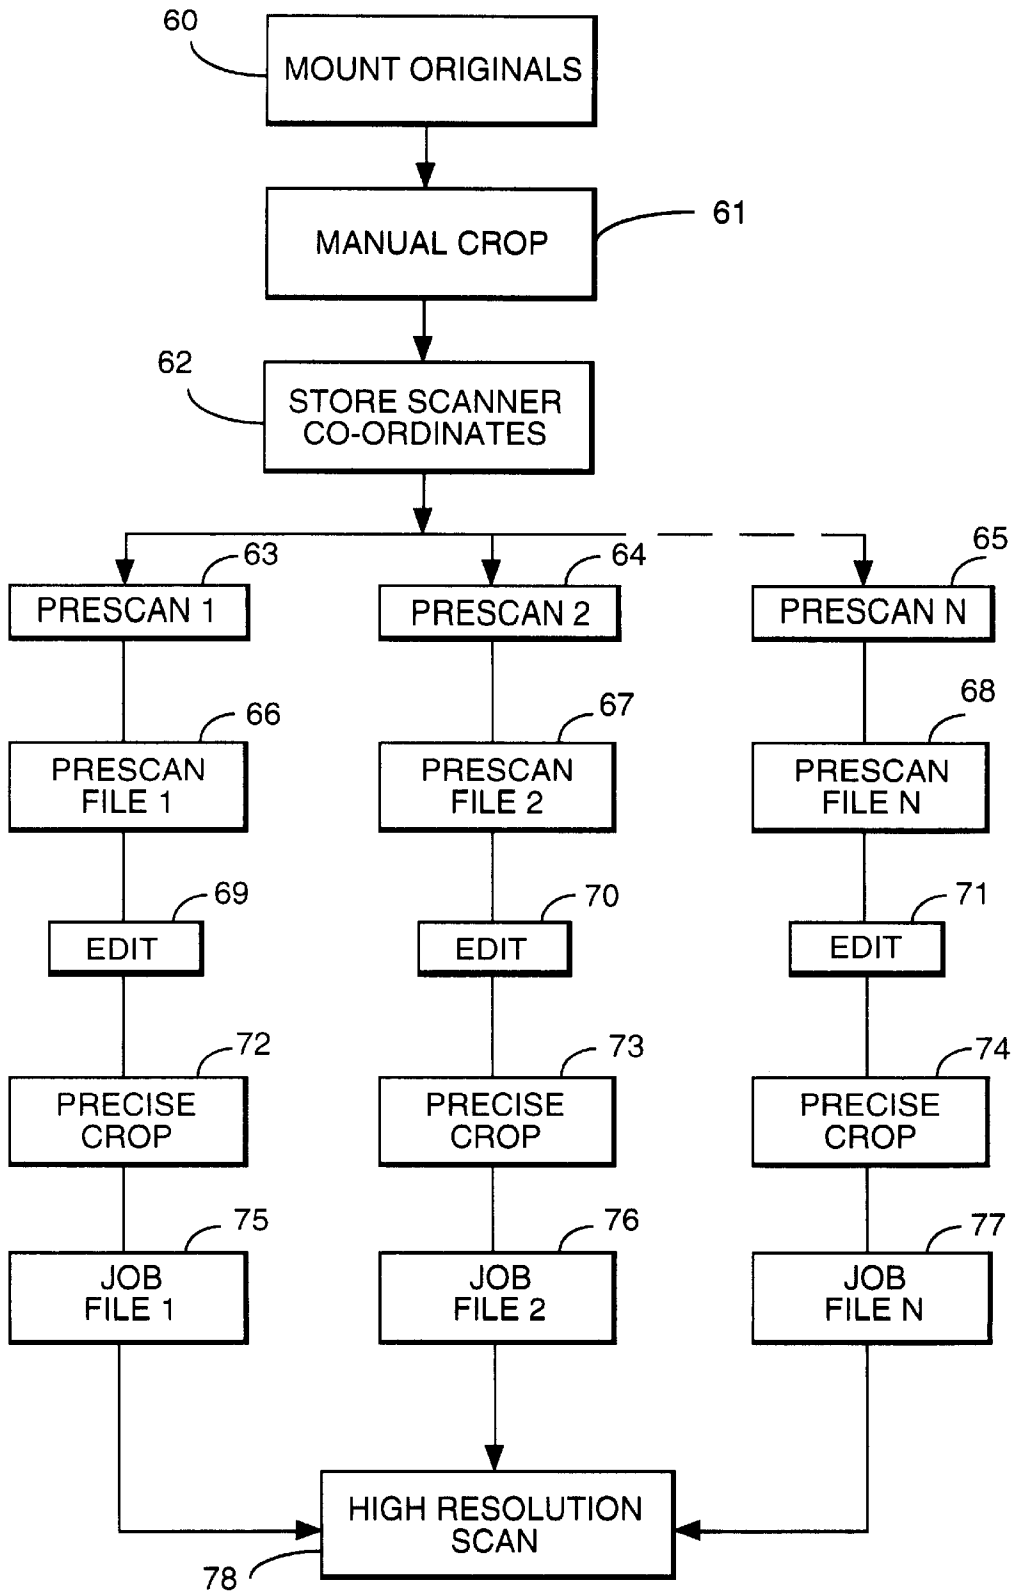 60
MOUNT ORIGINALS
61
MANUAL CROP
62
STORE SCANNER
CO-ORDINATES
63
PRESCAN 1
64
PRESCAN 2
65
PRESCAN N
66
PRESCAN
FILE 1
67
PRESCAN
FILE 2
68
PRESCAN
FILE N
69
EDIT
70
EDIT
71
EDIT
72
PRECISE
CROP
73
PRECISE
CROP
74
PRECISE
CROP
75
JOB
FILE 1
76
JOB
FILE 2
77
JOB
FILE N
HIGH RESOLUTION
SCAN
78